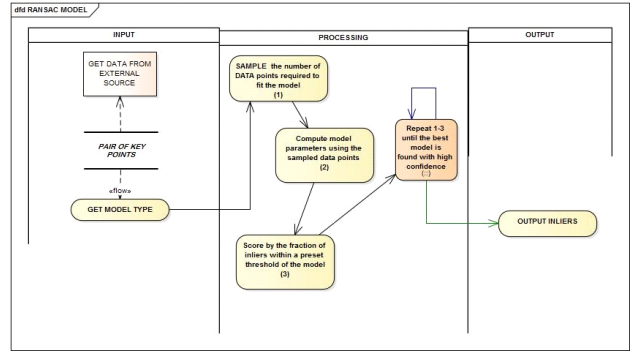 dfd RANSAC MODEL
INPUT
PROCESSING
OUTPUT
GET DATA FROM
EXTERNAL
SOURCE
PAIR OF KEY
POINTS
«flow»
GET MODEL TYPE
SAMPLE the number of
DATA points required to
fit the model
(1)
Compute model
parameters using the
sampled data points
(2)
Score by the fraction of
inliers within a preset
threshold of the model
(3)
Repeat 1-3
until the best
model is
found with high
confidence
(::)
OUTPUT INLIERS